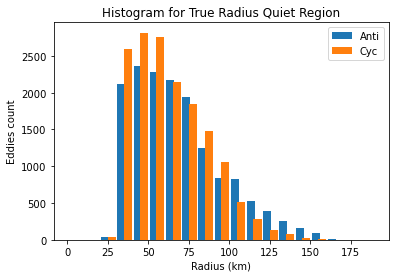 Histogram for True Radius Quiet Region
Anti
Cyc
Eddies count
2500
2000
1500
1000
500
0
0 25 50 75 100 125 150 175
Radius (km)